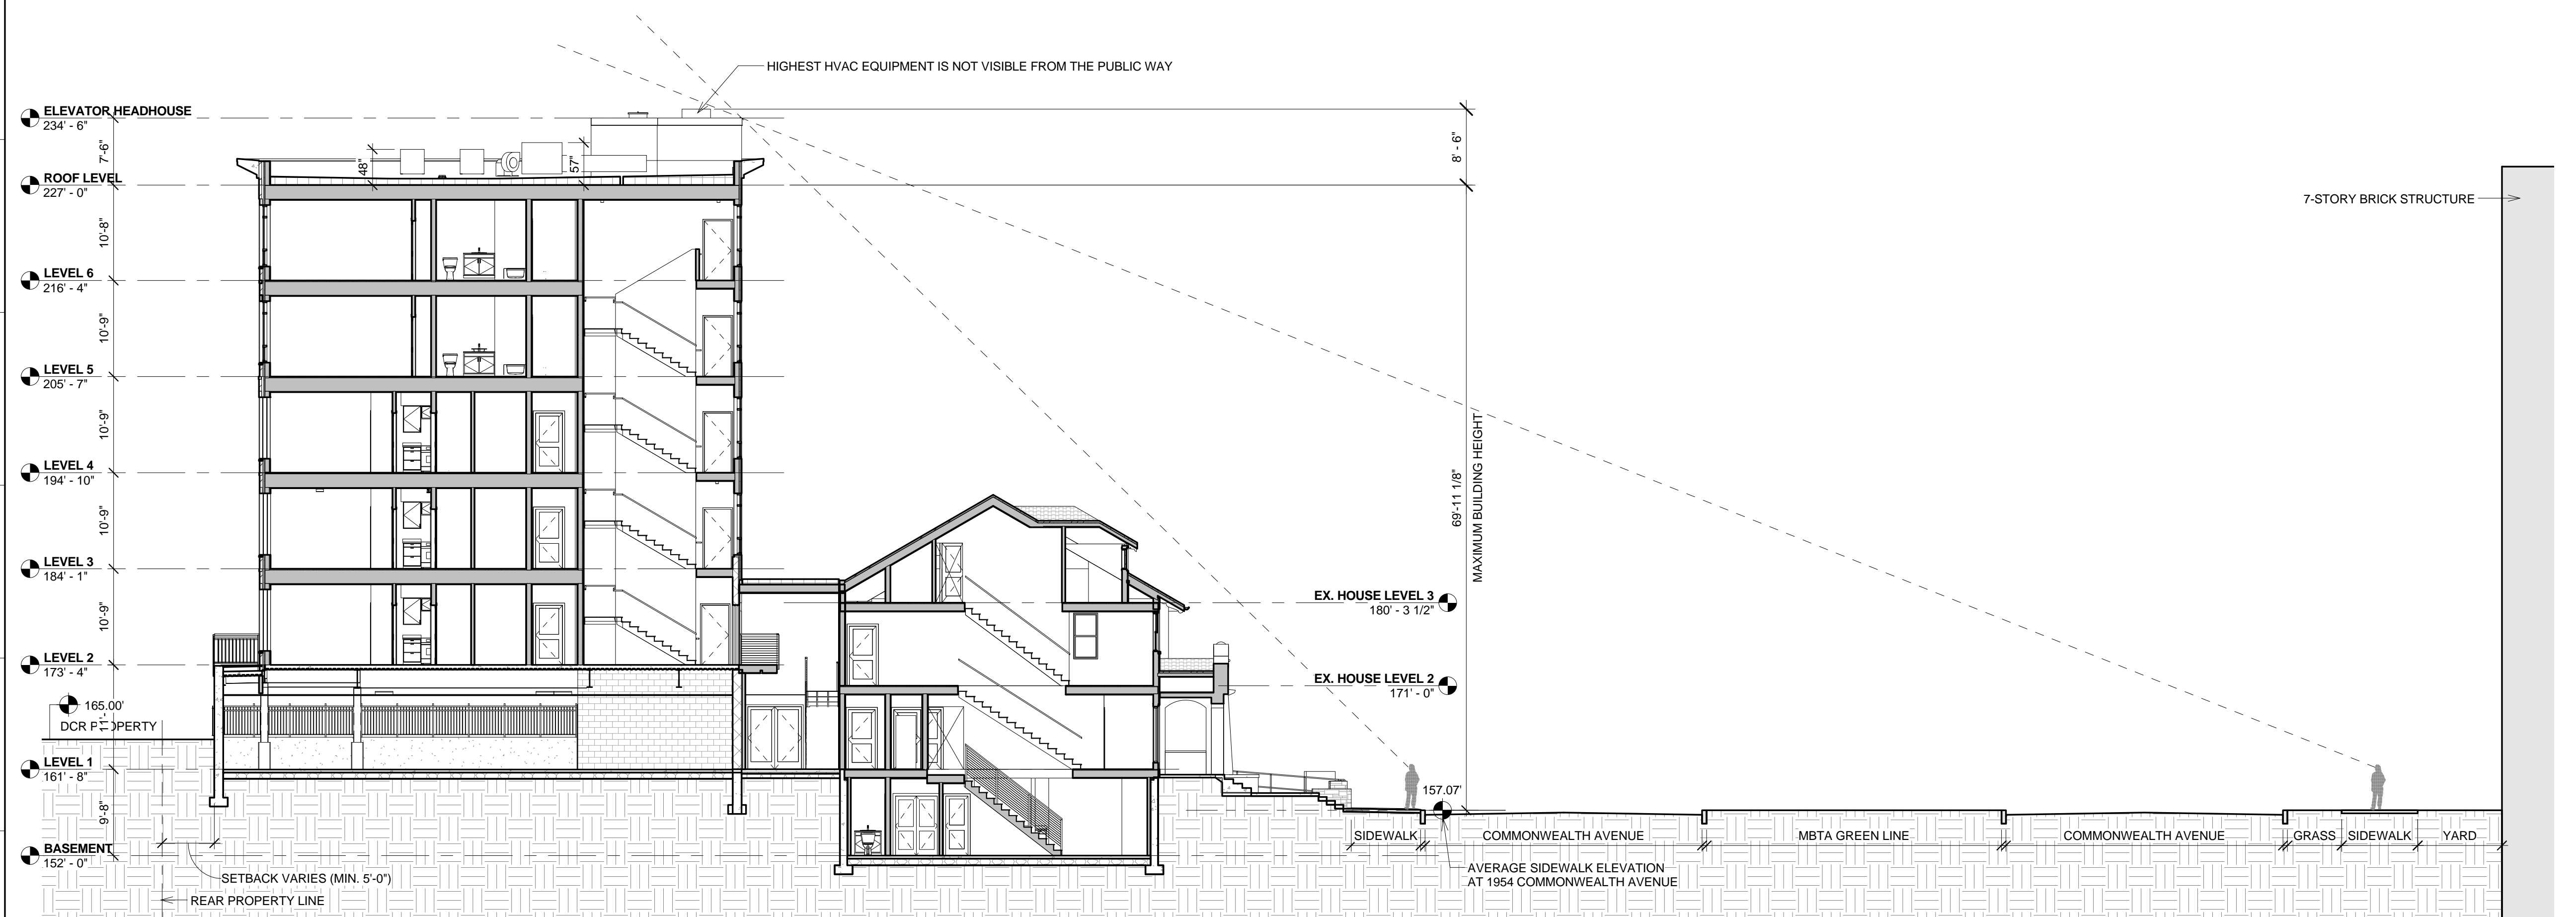 HIGHEST HVAC EQUIPMENT IS NOT VISIBLE FROM THE PUBLIC WAY
ELEVATOR HEADHOUSE
234' - 6"
7'-6"
48"
57"
8' - 6"
ROOF LEVEL
227' - 0"
7-STORY BRICK STRUCTURE
10'-8"
LEVEL 6
216' - 4"
10'-9"
LEVEL 5
205' - 7"
10'-9"
LEVEL 4
194' - 10"
10'-9"
69'-11 1/8"
MAXIMUM BUILDING HEIGHT
LEVEL 3
184' - 1"
10'-9"
EX. HOUSE LEVEL 3
180' - 3 1/2"
LEVEL 2
173' - 4"
EX. HOUSE LEVEL 2
171' - 0"
165.00'
DCR PROPERTY
LEVEL 1
161' - 8"
9'-8"
157.07'
SIDEWALK
COMMONWEALTH AVENUE
MBTA GREEN LINE
COMMONWEALTH AVENUE
GRASS
SIDEWALK
YARD
BASEMENT
152' - 0"
AVERAGE SIDEWALK ELEVATION
AT 1954 COMMONWEALTH AVENUE
SETBACK VARIES (MIN. 5'-0")
REAR PROPERTY LINE